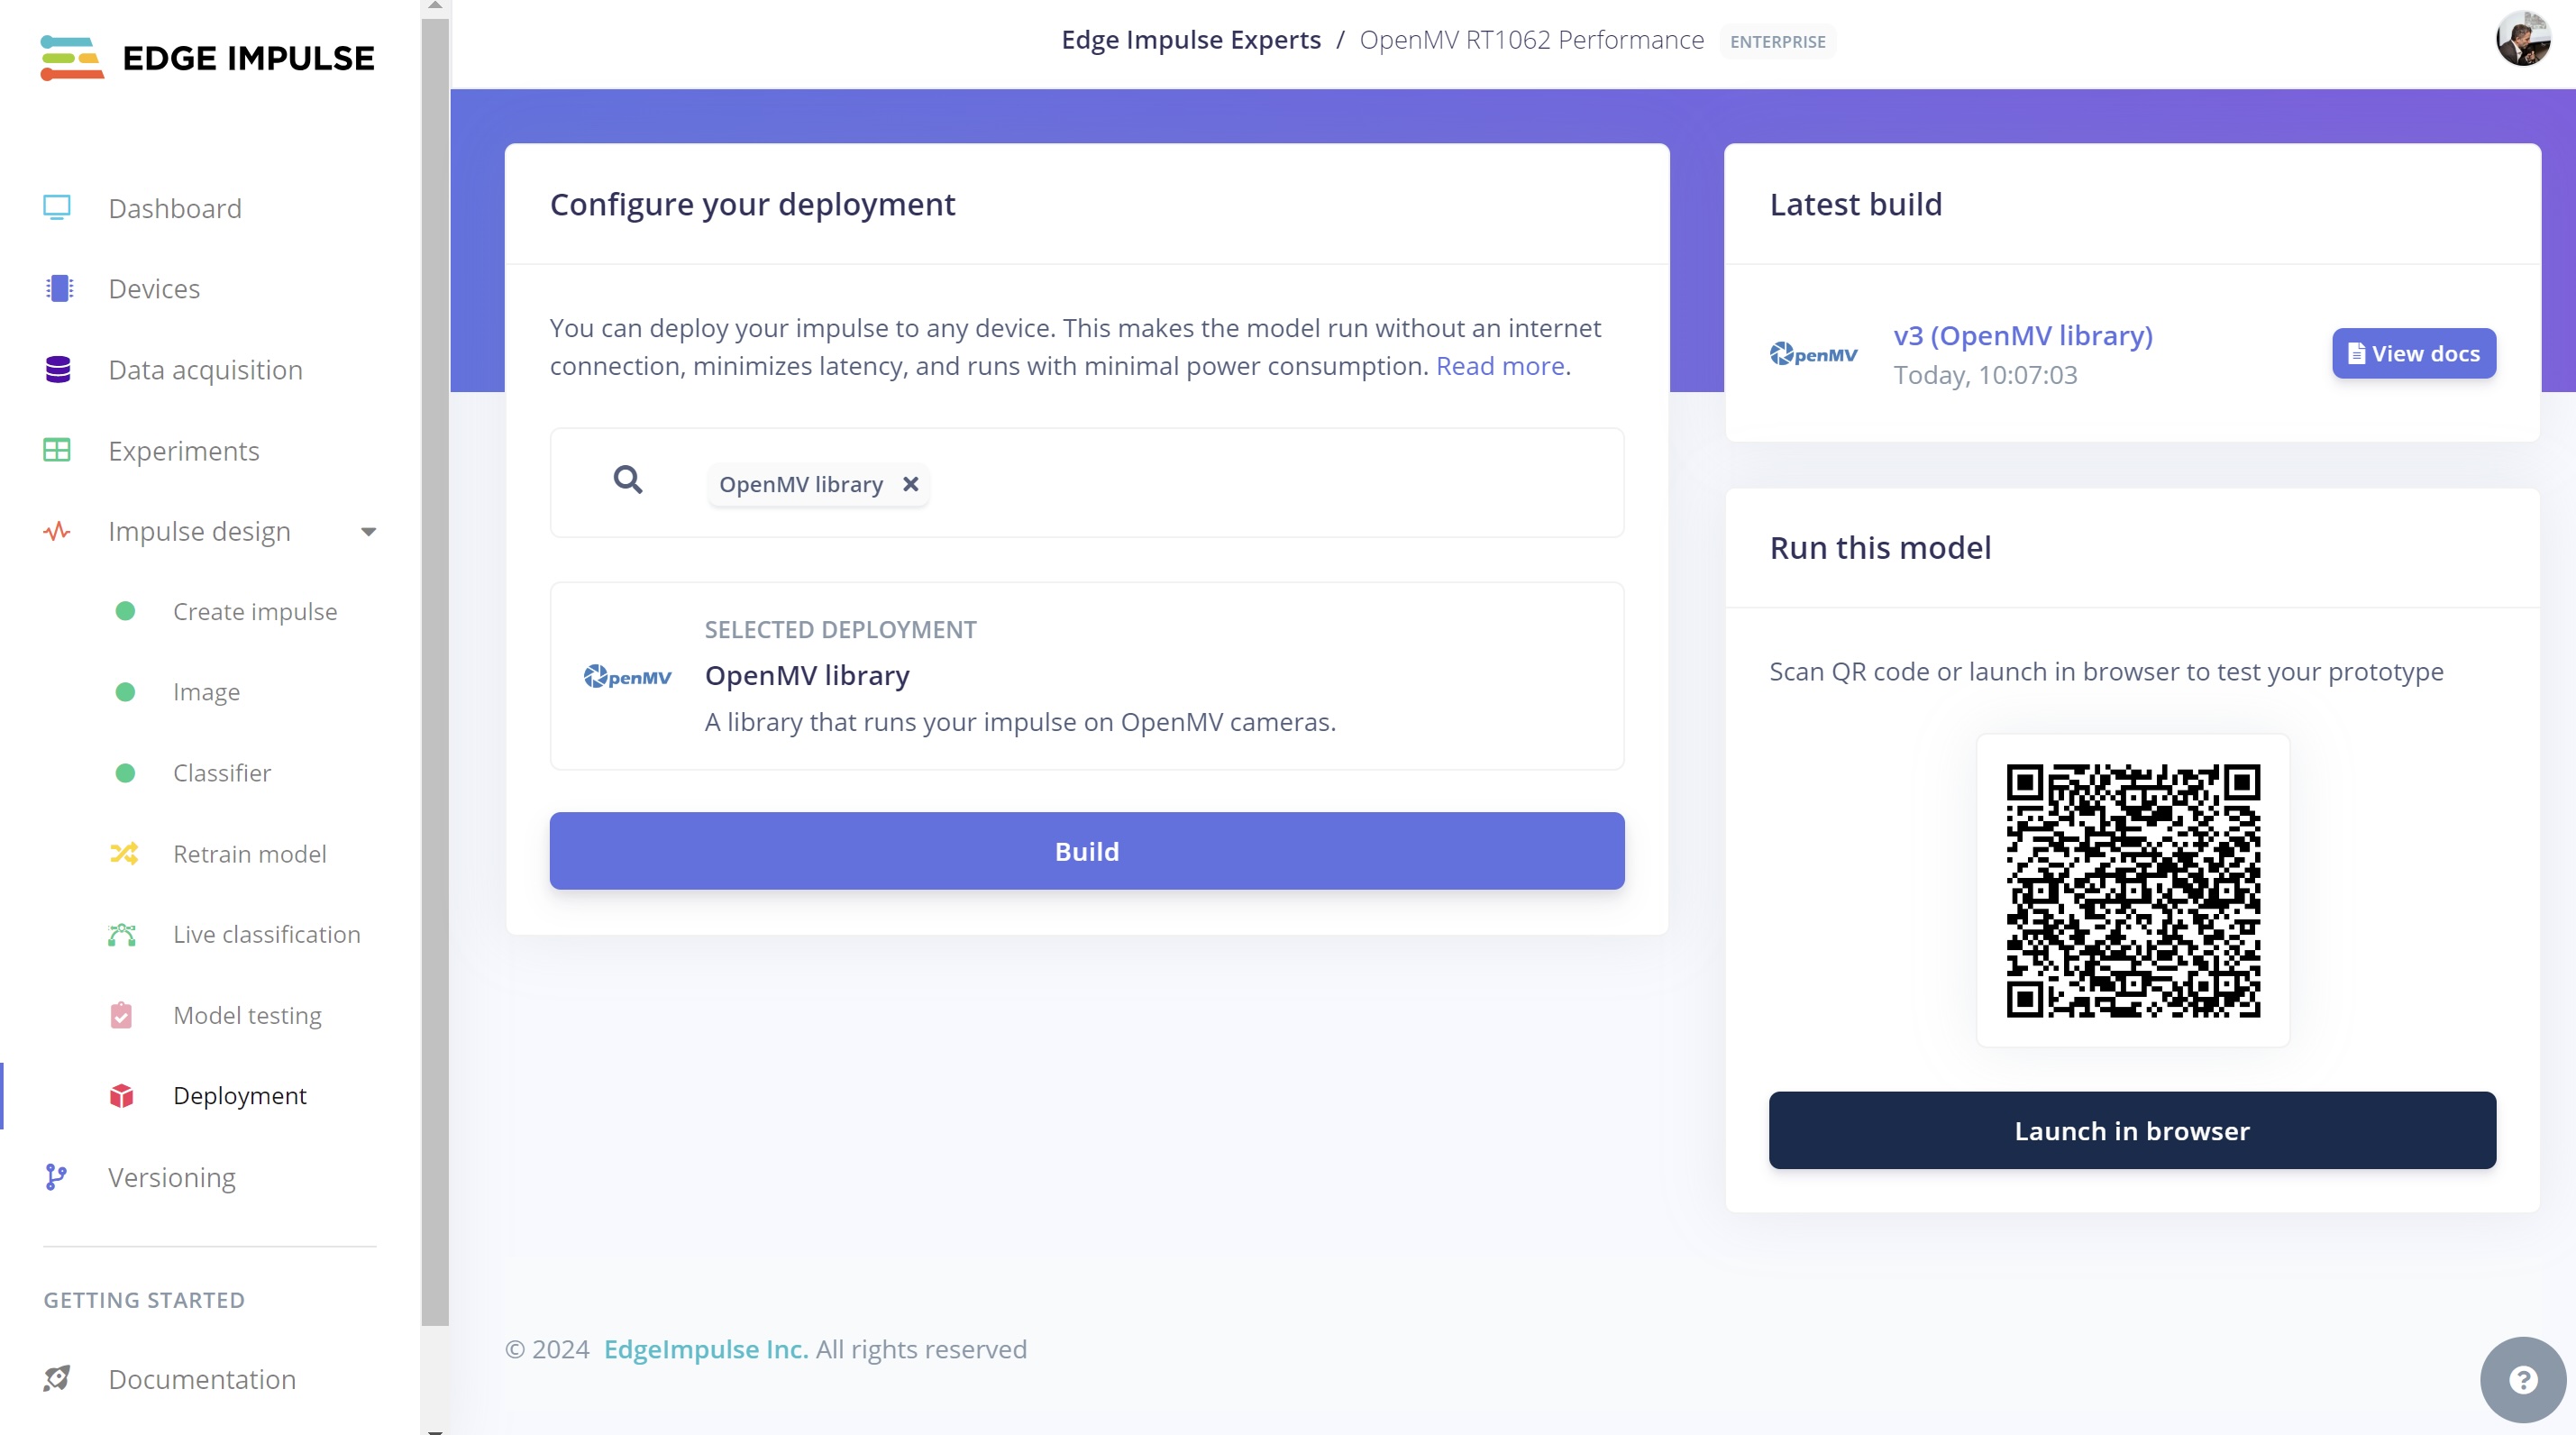 EDGE IMPULSE
Dashboard
Devices
Data acquisition
Experiments
Impulse design
Create impulse
Image
Classifier
Retrain model
Live classification
Model testing
Deployment
Versioning
GETTING STARTED
Documentation
Edge Impulse Experts / OpenMV RT1062 Performance ENTERPRISE
Configure your deployment
You can deploy your impulse to any device. This makes the model run without an internet
connection, minimizes latency, and runs with minimal power consumption. Read more.
OpenMV library
SELECTED DEPLOYMENT
OpenMV
OpenMV library
A library that runs your impulse on OpenMV cameras.
Build
Latest build
OpenMV
v3 (OpenMV library)
Today, 10:07:03
View docs
Run this model
Scan QR code or launch in browser to test your prototype
Launch in browser
© 2024 EdgeImpulse Inc. All rights reserved
?